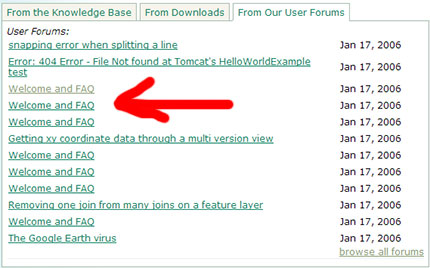 From the Knowledge Base From Downloads From Our User Forums
User Forums:
snapping error when splitting a line Jan 17, 2006
Error: 404 Error - File Not found at Tomcat's HelloWorldExample Jan 17, 2006
test
Welcome and FAQ Jan 17, 2006
Welcome and FAQ Jan 17, 2006
Welcome and FAQ Jan 17, 2006
Getting xy coordinate data through a multi version view Jan 17, 2006
Welcome and FAQ Jan 17, 2006
Welcome and FAQ Jan 17, 2006
Welcome and FAQ Jan 17, 2006
Removing one join from many joins on a feature layer Jan 17, 2006
Welcome and FAQ Jan 17, 2006
The Google Earth virus Jan 17, 2006
browse all forums